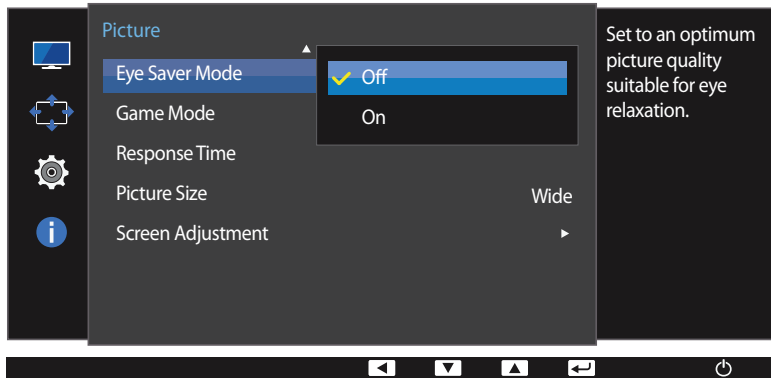 Picture
Eye Saver Mode
Off
Game Mode
On
Response Time
Picture Size
Wide
Screen Adjustment
Set to an optimum
picture quality
suitable for eye
relaxation.